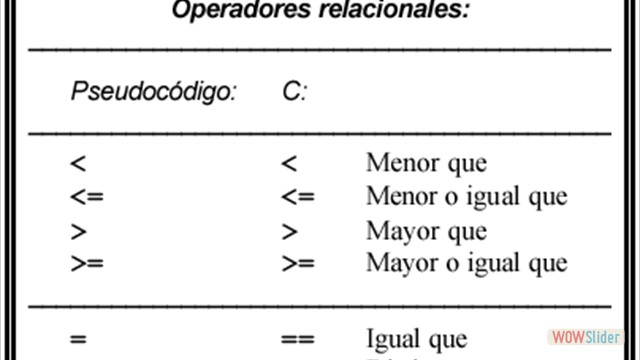 Operadores relacionales:
Pseudocódigo: C:
< < Menor que
<= <= Menor o igual que
> > Mayor que
>= >= Mayor o igual que
= == Igual que
WOWSlider